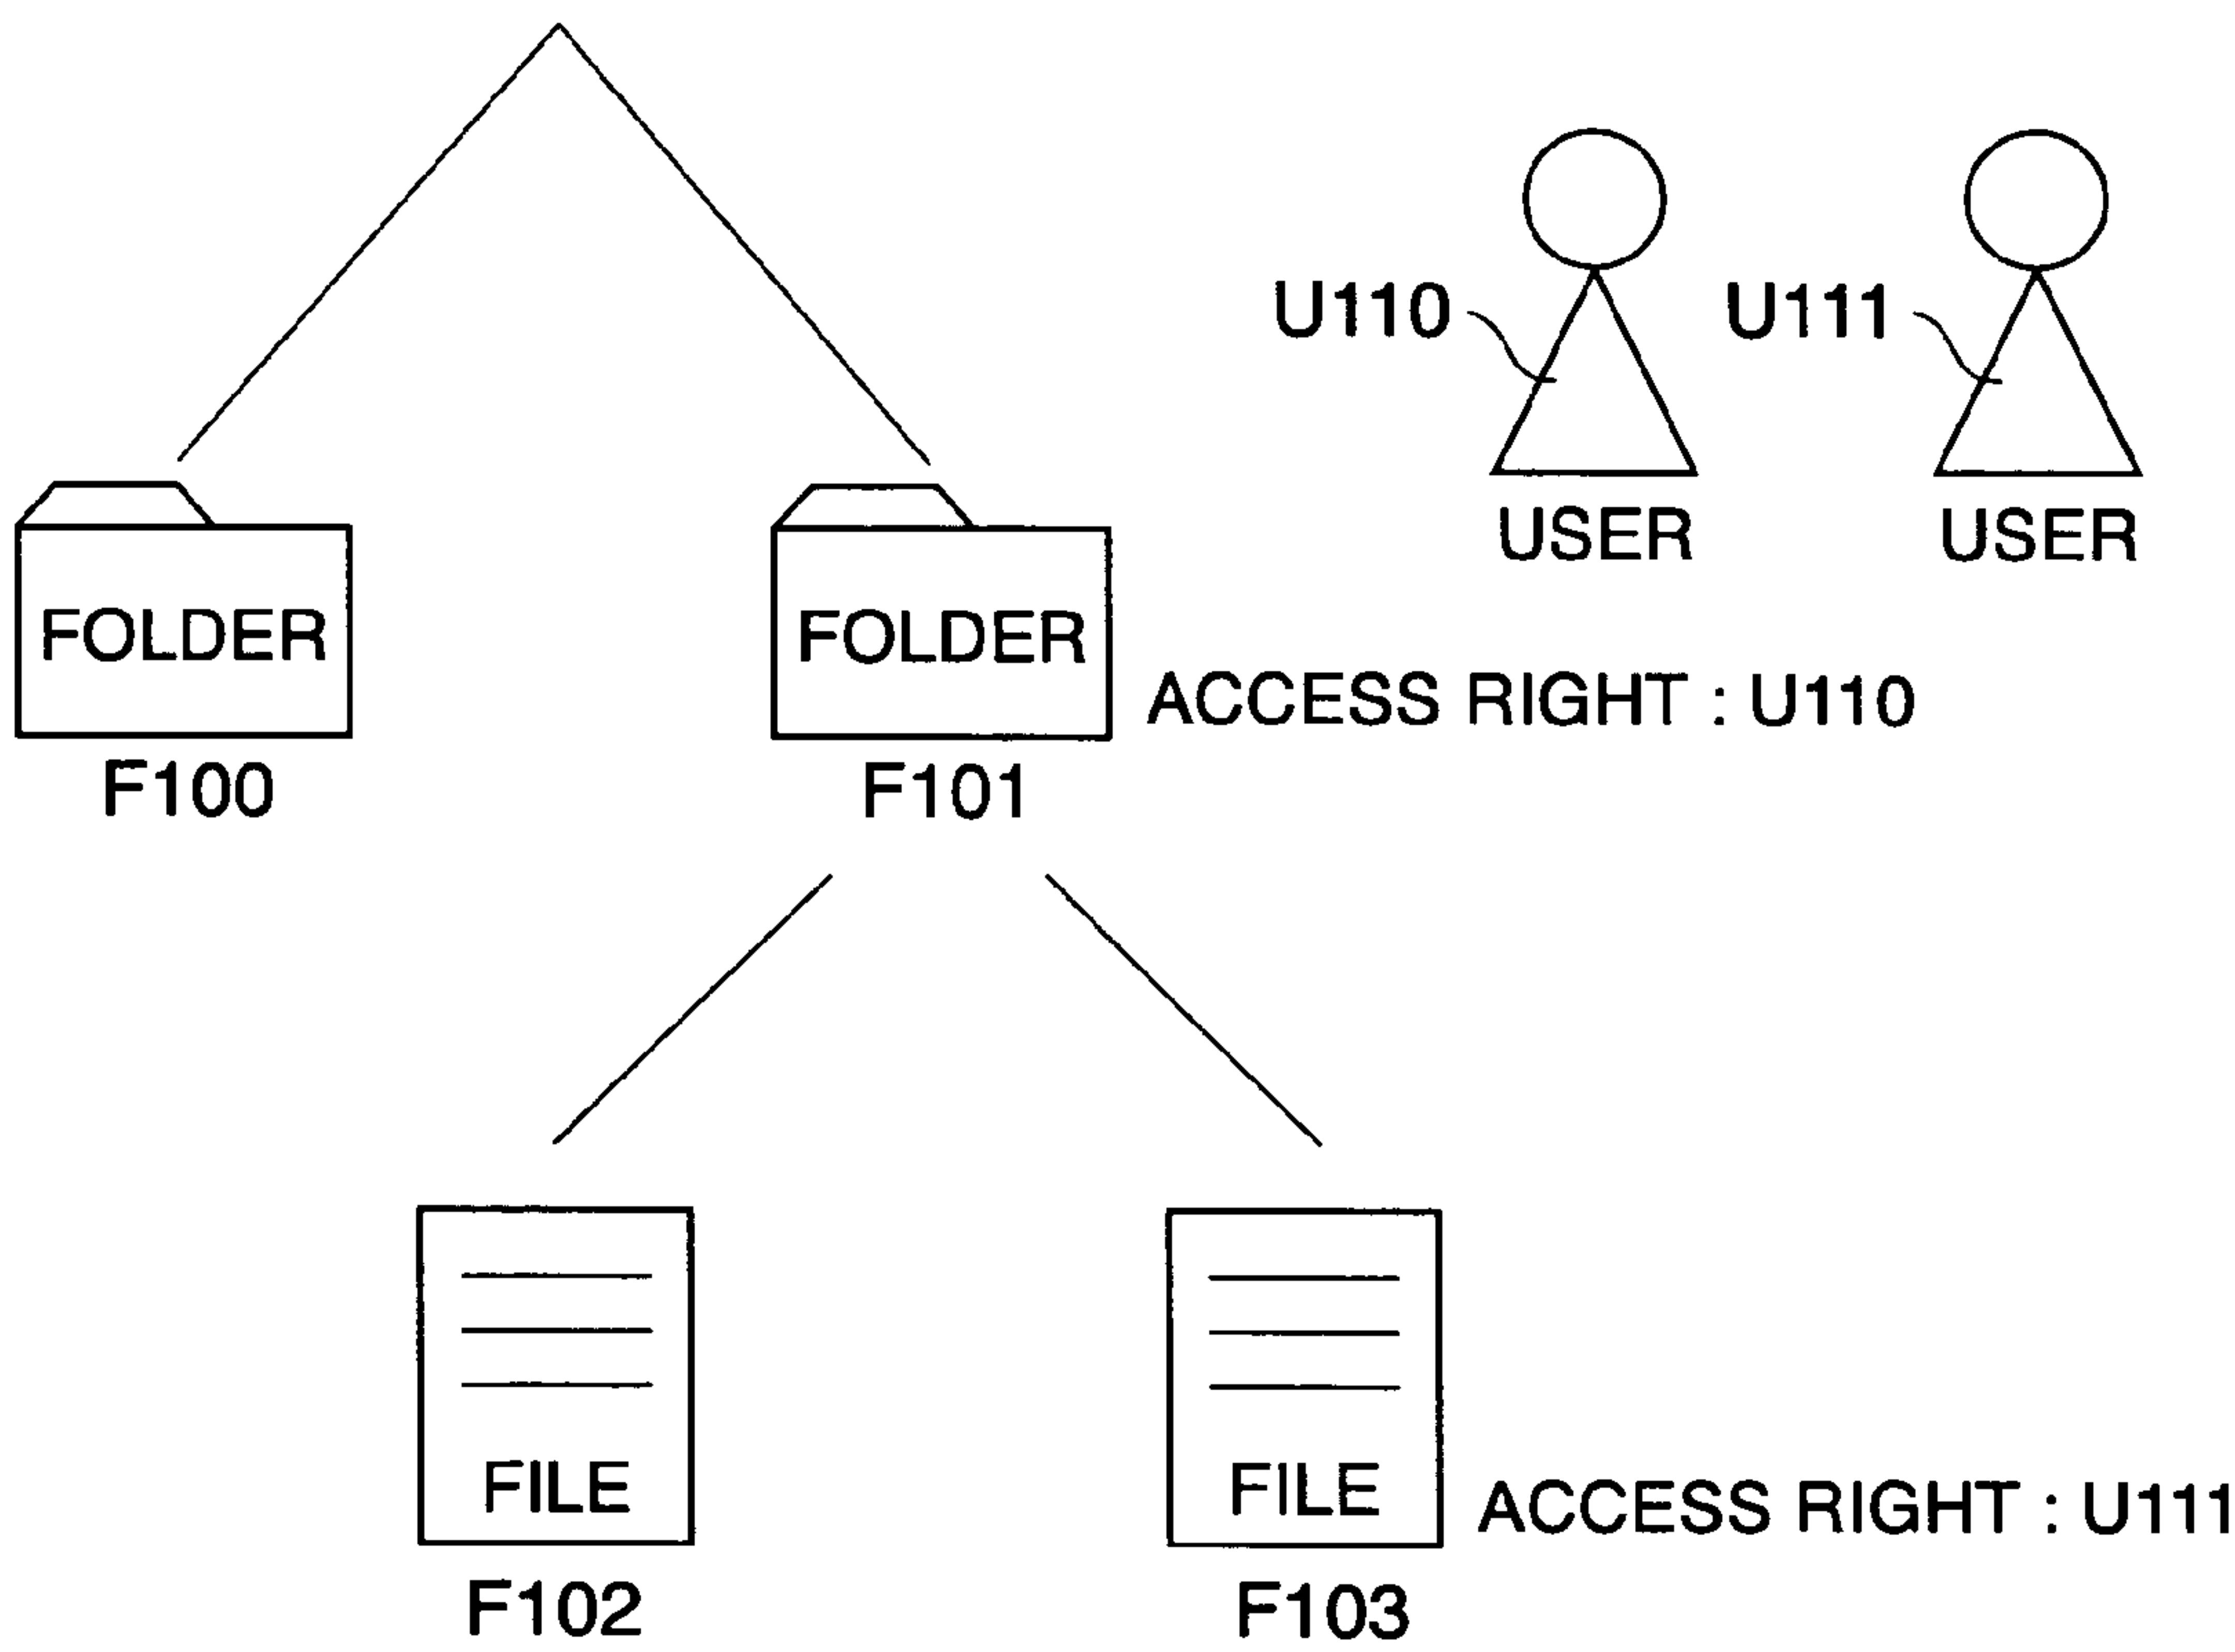 U110
U111
USER
USER
FOLDER
FOLDER
ACCESS RIGHT : U110
F100
F101
FILE
FILE
ACCESS RIGHT : U111
F102
F103